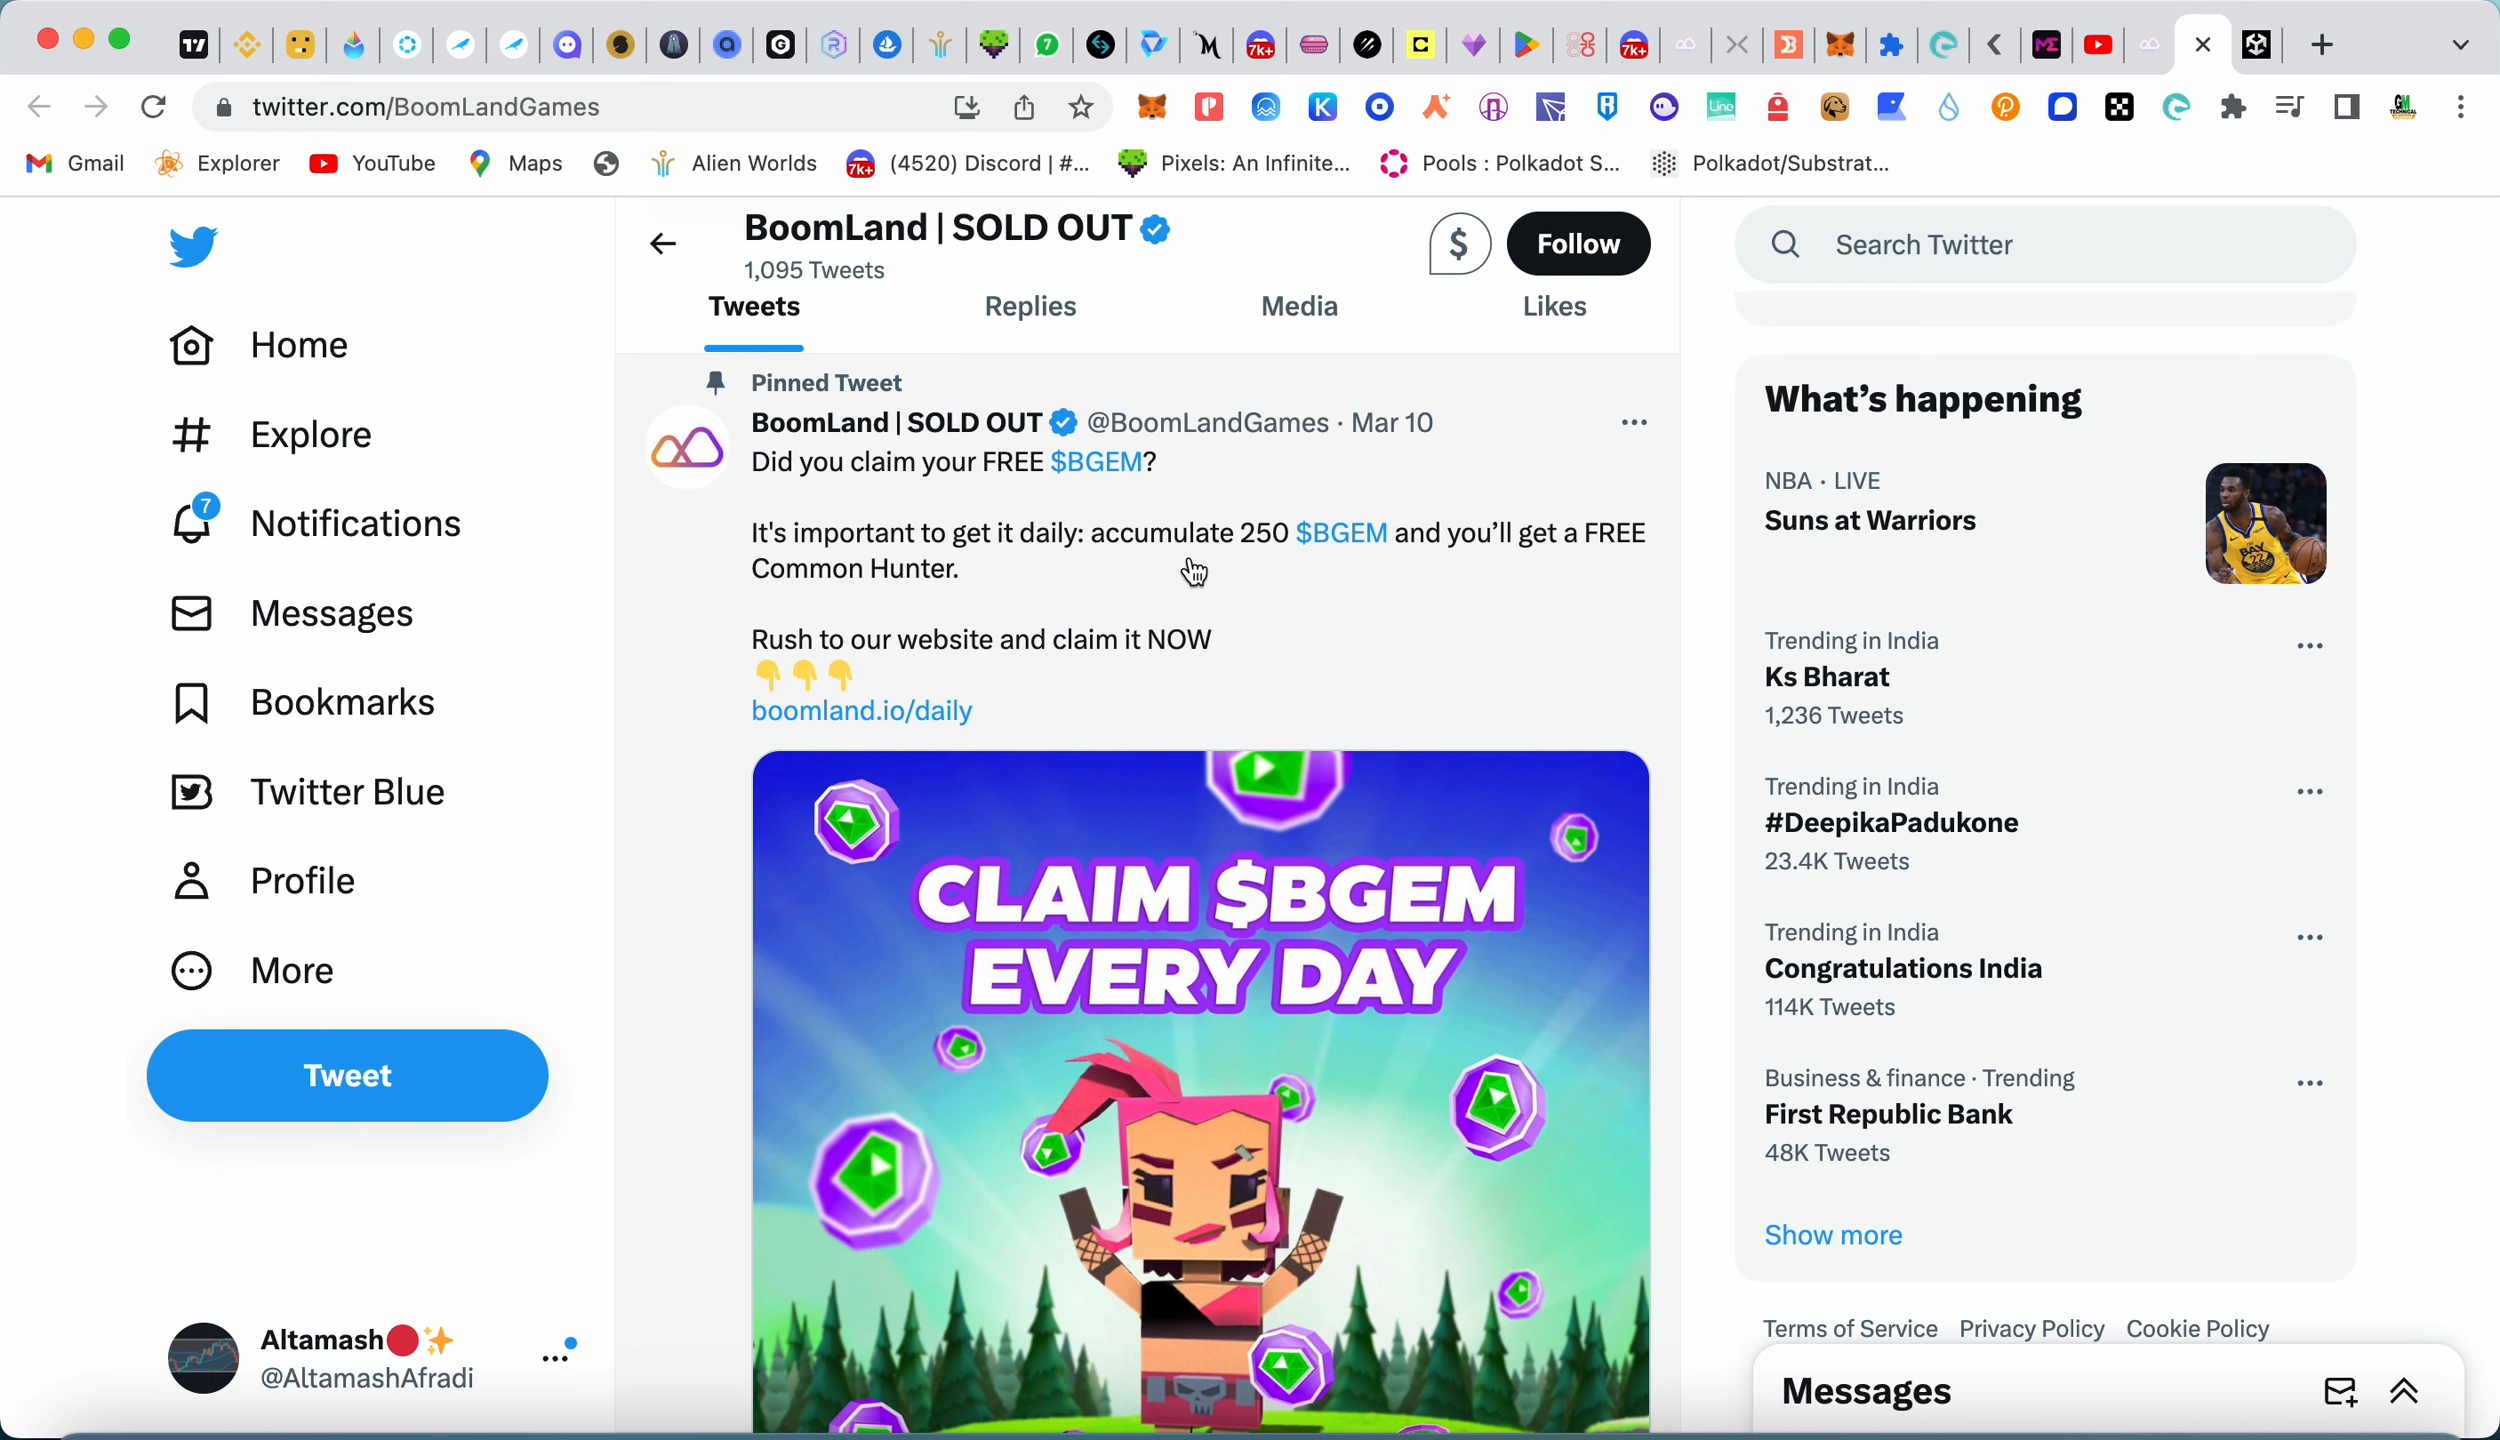 twitter.com/BoomLandGames
Gmail
Explorer
YouTube
Maps
Alien Worlds
(4520) Discord | #...
Pixels: An Infinite...
Pools : Polkadot S...
Polkadot/Substrat...
Home
Explore
7
Notifications
Messages
Bookmarks
Twitter Blue
Profile
More
Tweet
Altamash🔴✨
@AltamashAfradi
BoomLand | SOLD OUT
1,095 Tweets
$
Follow
Tweets
Replies
Media
Likes
Pinned Tweet
BoomLand | SOLD OUT @BoomLandGames · Mar 10
Did you claim your FREE $BGEM?
It's important to get it daily: accumulate 250 $BGEM and you’ll get a FREE
Common Hunter.
Rush to our website and claim it NOW
👇👇👇
boomland.io/daily
CLAIM $BGEM
EVERY DAY
Search Twitter
What’s happening
NBA · LIVE
Suns at Warriors
Trending in India
Ks Bharat
1,236 Tweets
Trending in India
#DeepikaPadukone
23.4K Tweets
Trending in India
Congratulations India
114K Tweets
Business & finance · Trending
First Republic Bank
48K Tweets
Show more
Terms of Service
Privacy Policy
Cookie Policy
Messages